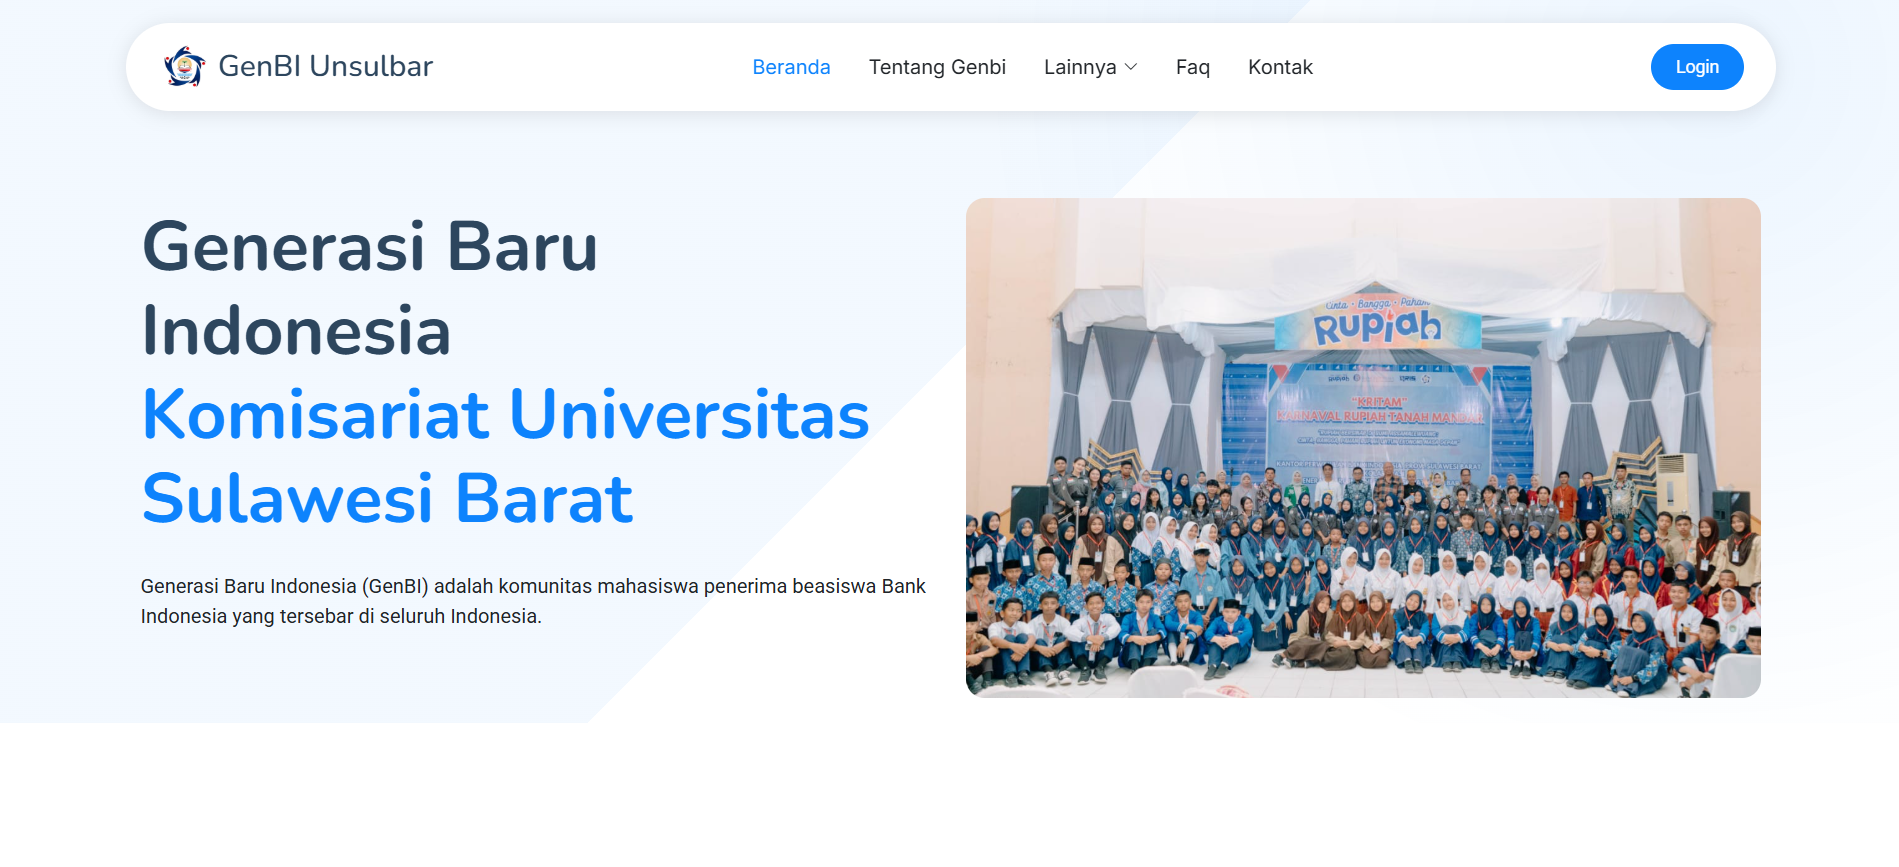 GenBI Unsulbar
Beranda
Tentang Genbi
Lainnya
Faq
Kontak
Login
Generasi Baru
Indonesia
Komisariat Universitas
Sulawesi Barat
Generasi Baru Indonesia (GenBI) adalah komunitas mahasiswa penerima beasiswa Bank
Indonesia yang tersebar di seluruh Indonesia.
Cinta • Bangga • Paham
Rupiah
"KRITAM"
KARNAVAL RUPIAH TANAH MANDAR